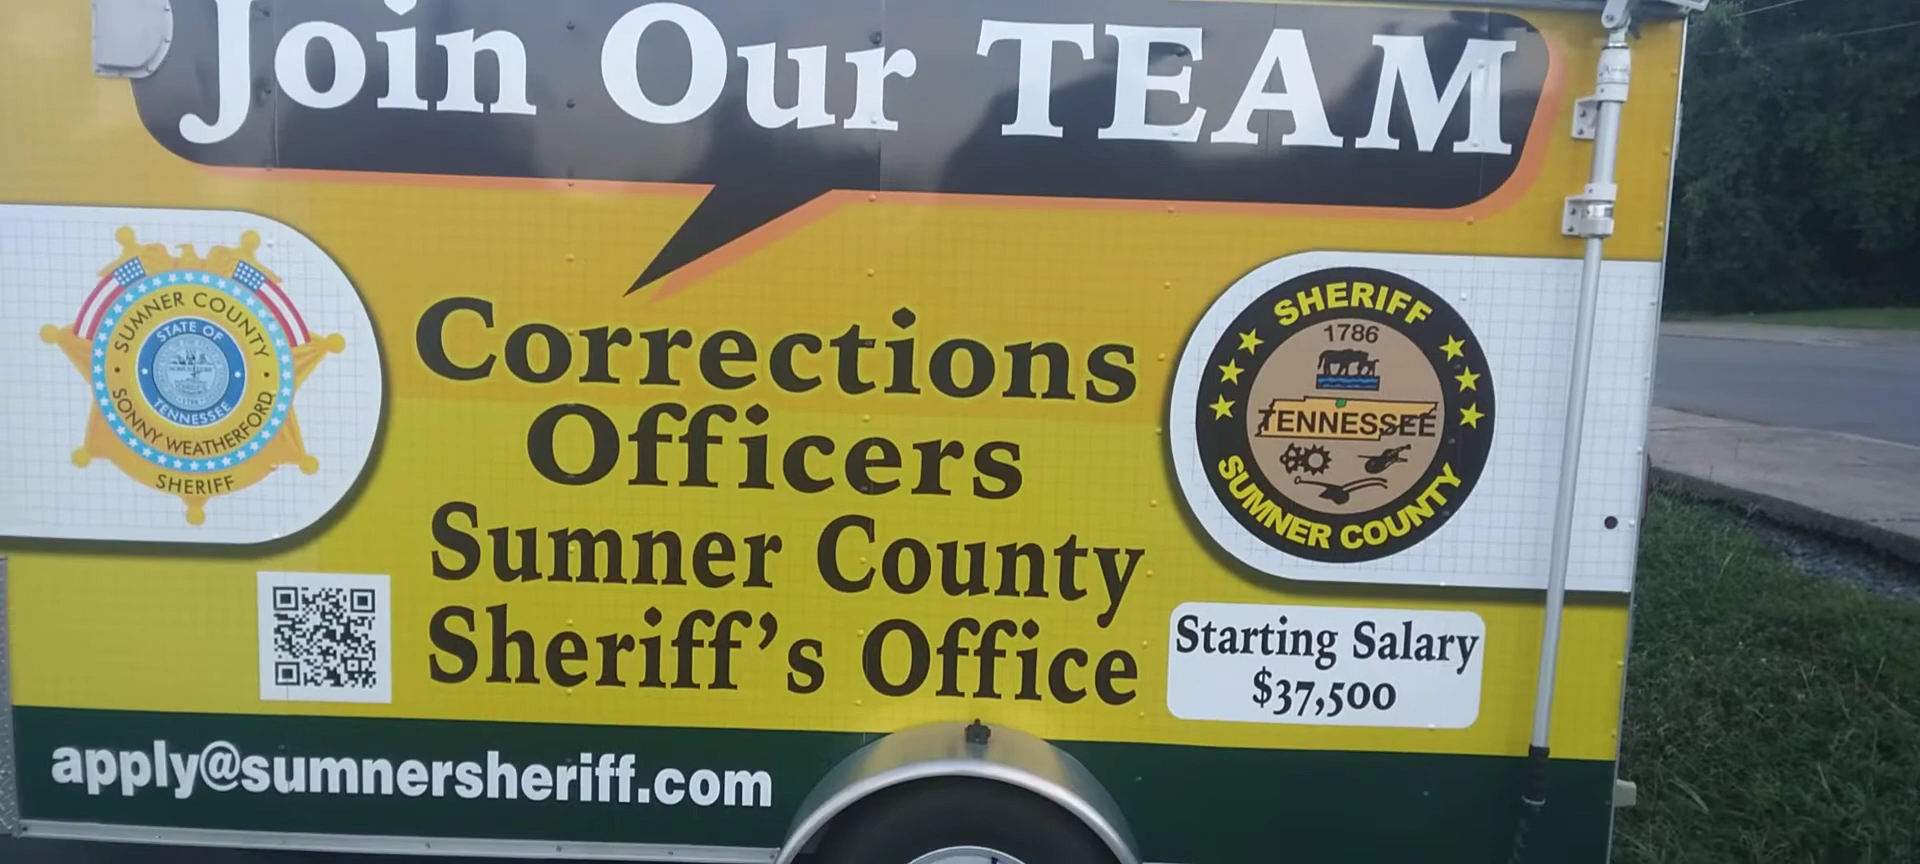 Join Our TEAM
SUMNER COUNTY
STATE OF
TENNESSEE
SONNY WEATHERFORD
SHERIFF
Corrections
Officers
Sumner County
Sheriff's Office
SHERIFF
1786
TENNESSEE
SUMNER COUNTY
Starting Salary
$37,500
apply@sumnersheriff.com